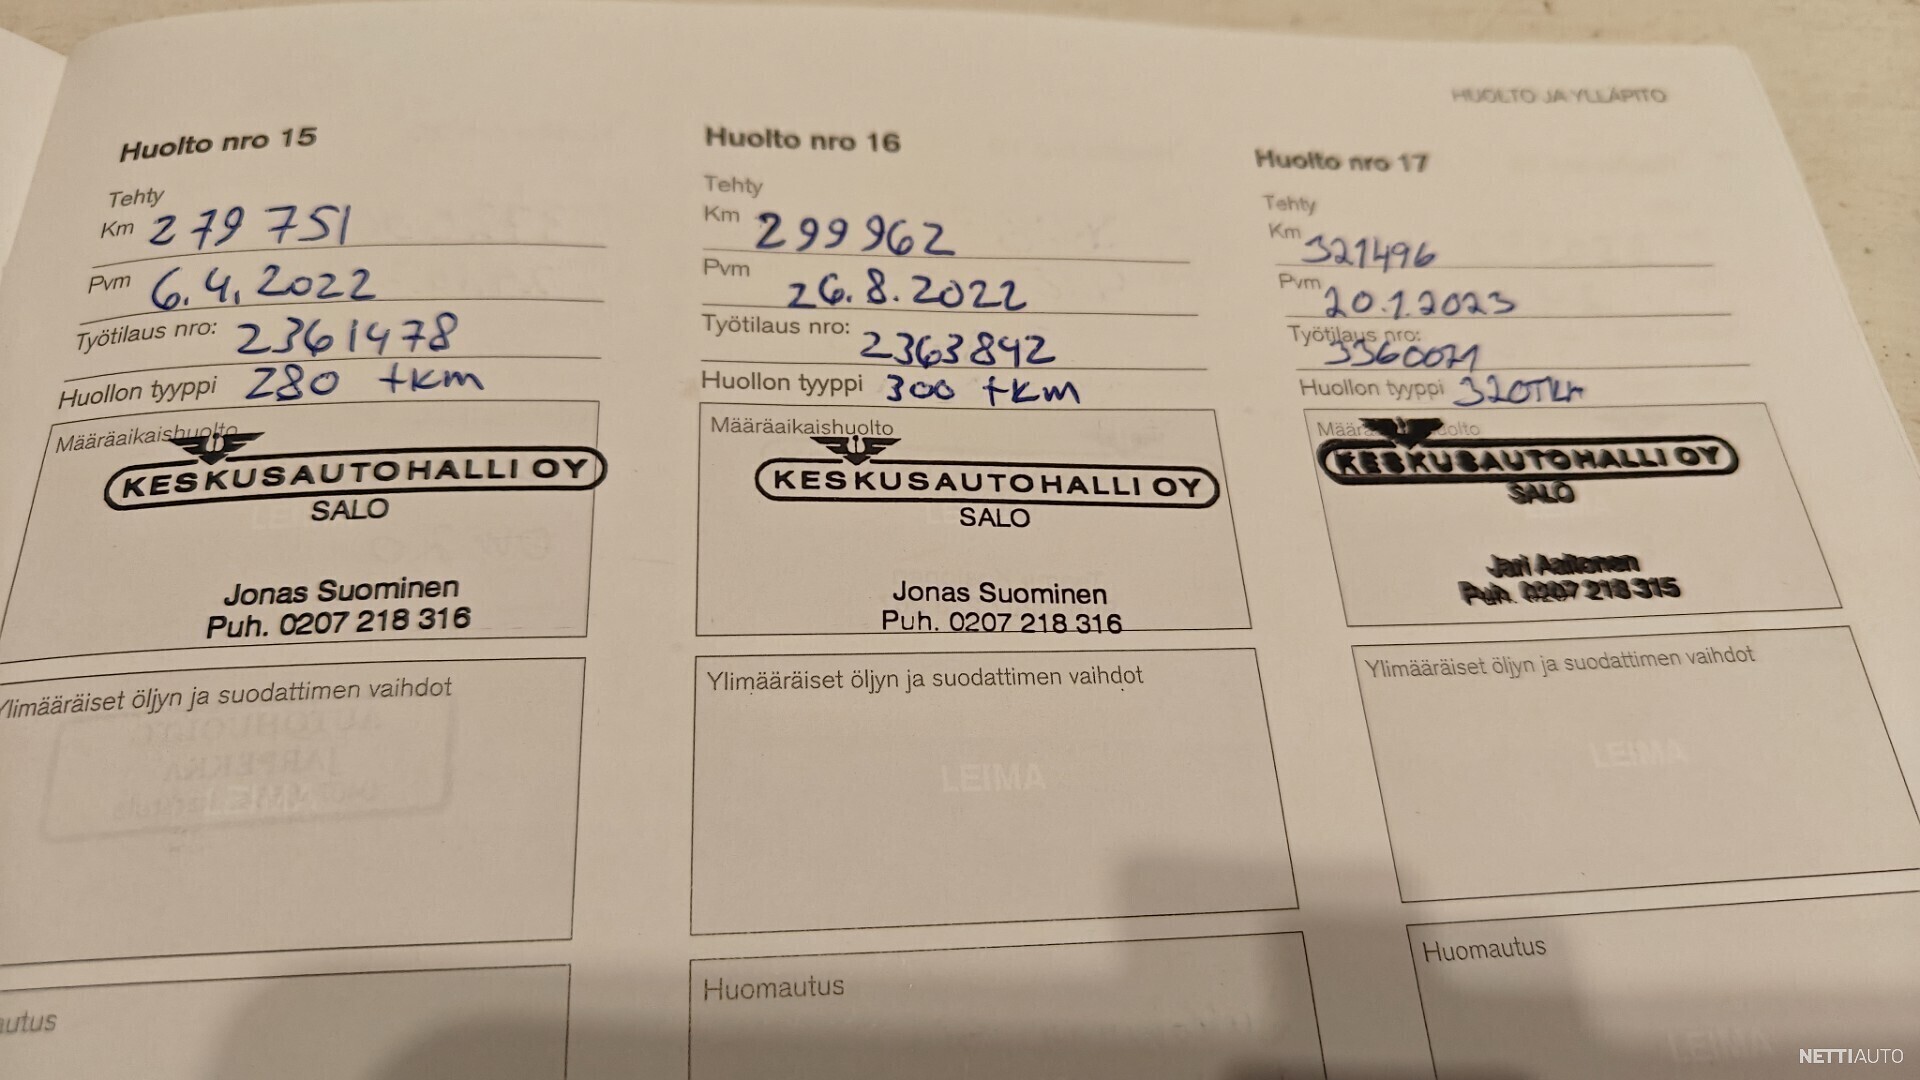 HUOLTO JA YLLÄPITO
Huolto nro 15
Tehty
Km 279 751
Pvm 6.4.2022
Työtilaus nro: 2361478
Huollon tyyppi 280 tkm
Määräaikaishuolto
KESKUSAUTOHALLI OY
SALO
Jonas Suominen
Puh. 0207 218 316
Ylimääräiset öljyn ja suodattimen vaihdot
Huolto nro 16
Tehty
Km 299962
Pvm 26.8.2022
Työtilaus nro: 2363842
Huollon tyyppi 300 tkm
Määräaikaishuolto
KESKUSAUTOHALLI OY
SALO
Jonas Suominen
Puh. 0207 218 316
Ylimääräiset öljyn ja suodattimen vaihdot
LEIMA
Huomautus
Huolto nro 17
Tehty
Km 321496
Pvm 20.1.2023
Työtilaus nro: 3360071
Huollon tyyppi 320Tkm
KESKUSAUTOHALLI OY
SALO
Jari Aaltonen
Puh. 0207 218 315
Ylimääräiset öljyn ja suodattimen vaihdot
LEIMA
Huomautus
LEIMA
NETTIAUTO